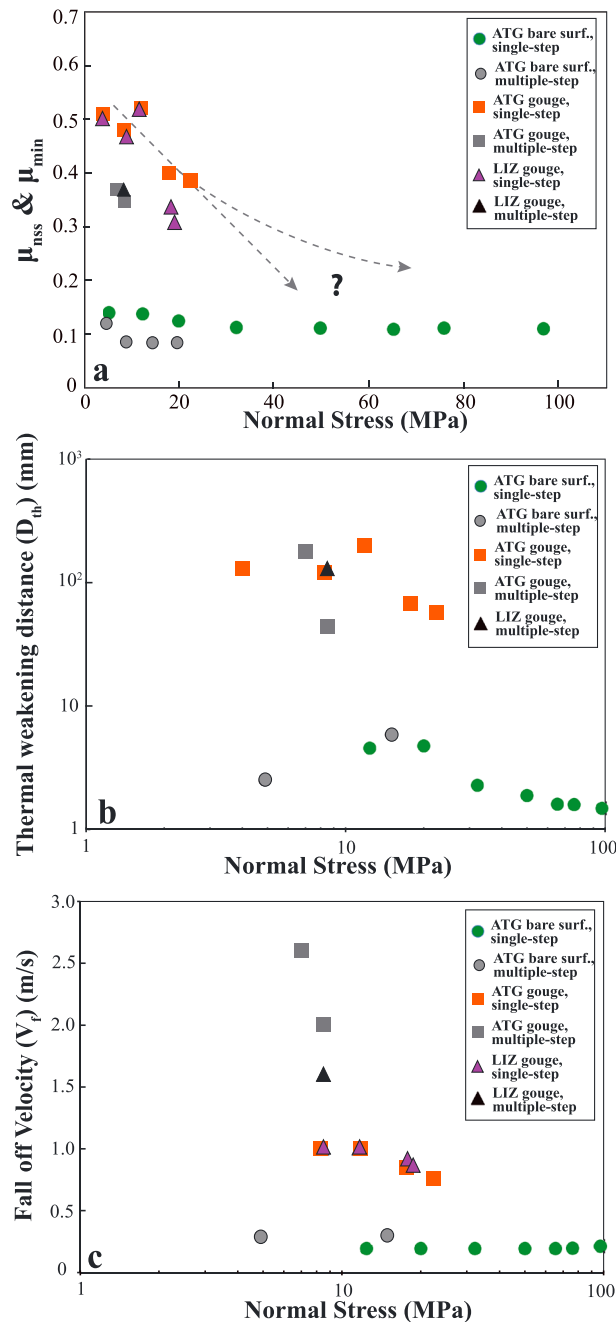 0.7
0.6
0.5
0.4
0.3
0.2
0.1
0
μnss & μmin
ATG bare surf.,
single-step
ATG bare surf.,
multiple-step
ATG gouge,
single-step
ATG gouge,
multiple-step
LIZ gouge,
single-step
LIZ gouge,
multiple-step
?
a
0 20 40 60 80 100
Normal Stress (MPa)
10³
10²
10
1
Thermal weakening distance (Dth) (mm)
ATG bare surf.,
single-step
ATG bare surf.,
multiple-step
ATG gouge,
single-step
ATG gouge,
multiple-step
LIZ gouge,
multiple-step
b
1 10 100
Normal Stress (MPa)
3.0
2.5
2.0
1.5
1.0
0.5
0
Fall off Velocity (Vf) (m/s)
ATG bare surf.,
single-step
ATG bare surf.,
multiple-step
ATG gouge,
single-step
ATG gouge,
multiple-step
LIZ gouge,
single-step
LIZ gouge,
multiple-step
c
1 10 100
Normal Stress (MPa)